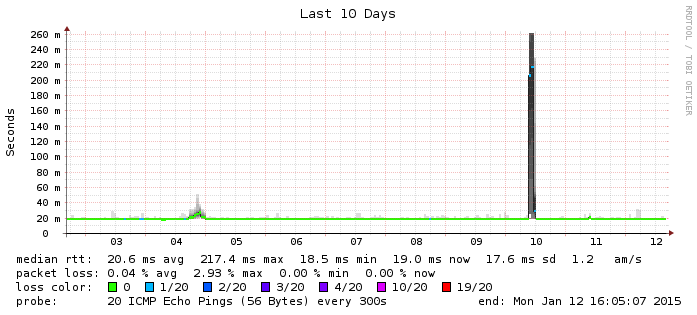 Last 10 Days
RRDTOOL / TOBI OETIKER
Seconds
260 m
240 m
220 m
200 m
180 m
160 m
140 m
120 m
100 m
80 m
60 m
40 m
20 m
0
03 04 05 06 07 08 09 10 11 12
median rtt: 20.6 ms avg 217.4 ms max 18.5 ms min 19.0 ms now 17.6 ms sd 1.2 am/s
packet loss: 0.04 % avg 2.93 % max 0.00 % min 0.00 % now
loss color: 0 1/20 2/20 3/20 4/20 10/20 19/20
probe: 20 ICMP Echo Pings (56 Bytes) every 300s end: Mon Jan 12 16:05:07 2015